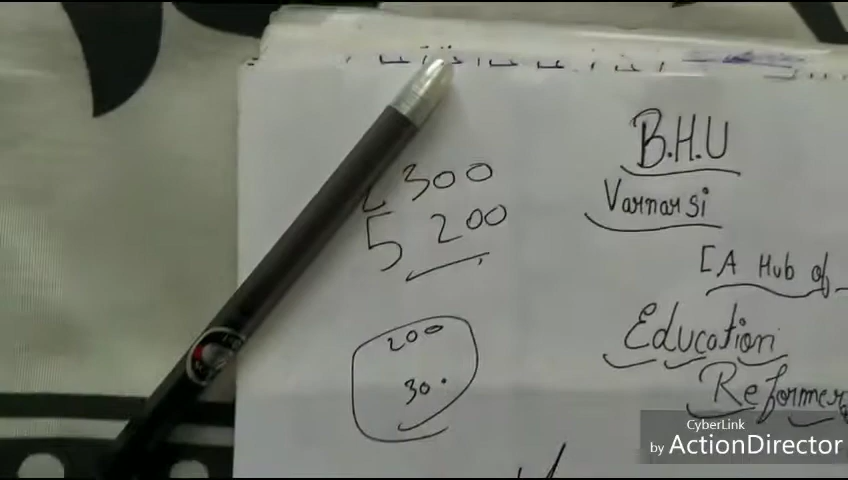 300
5 200
200
30.
B.H.U
Varnarsi
[A Hub of
Education
Reformer
CyberLink
by ActionDirector